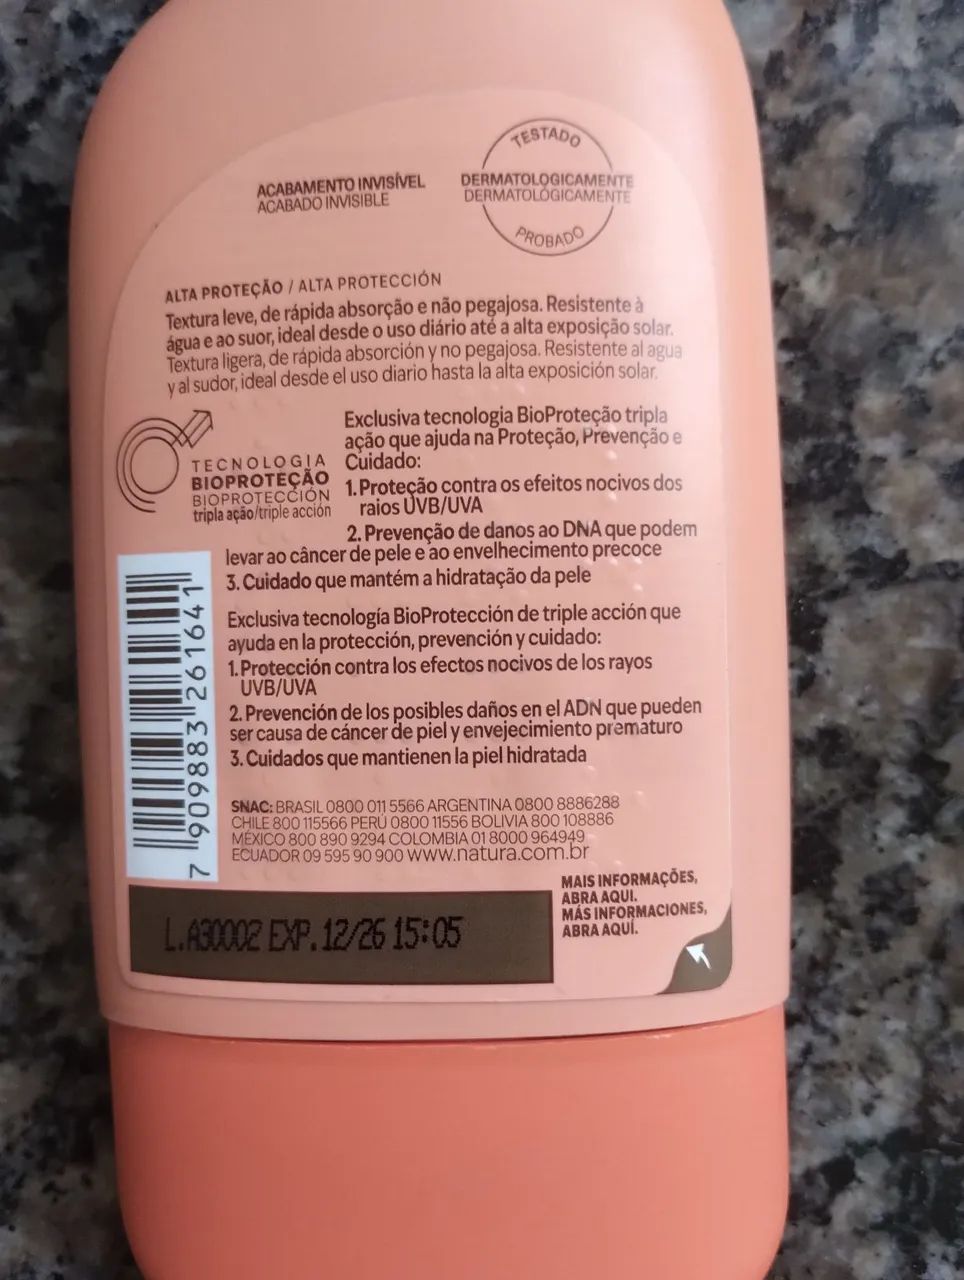 TESTADO
ACABAMENTO INVISÍVEL
ACABADO INVISIBLE
DERMATOLOGICAMENTE
DERMATOLÓGICAMENTE
PROBADO
ALTA PROTEÇÃO / ALTA PROTECCIÓN
Textura leve, de rápida absorção e não pegajosa. Resistente à
água e ao suor, ideal desde o uso diário até a alta exposição solar.
Textura ligera, de rápida absorción y no pegajosa. Resistente al agua
y al sudor, ideal desde el uso diario hasta la alta exposición solar.
TECNOLOGIA
BIOPROTEÇÃO
BIOPROTECCIÓN
tripla ação/triple acción
Exclusiva tecnologia BioProteção tripla
ação que ajuda na Proteção, Prevenção e
Cuidado:
1. Proteção contra os efeitos nocivos dos
raios UVB/UVA
2. Prevenção de danos ao DNA que podem
levar ao câncer de pele e ao envelhecimento precoce
3. Cuidado que mantém a hidratação da pele
Exclusiva tecnología BioProtección de triple acción que
ayuda en la protección, prevención y cuidado:
1. Protección contra los efectos nocivos de los rayos
UVB/UVA
2. Prevención de los posibles daños en el ADN que pueden
ser causa de cáncer de piel y envejecimiento prematuro
3. Cuidados que mantienen la piel hidratada
7 909883 261641
SNAC: BRASIL 0800 011 5566 ARGENTINA 0800 8886288
CHILE 800 115566 PERÚ 0800 11556 BOLIVIA 800 108886
MÉXICO 800 890 9294 COLOMBIA 01 8000 964949
ECUADOR 09 595 90 900 www.natura.com.br
MAIS INFORMAÇÕES,
ABRA AQUI.
MÁS INFORMACIONES,
ABRA AQUÍ.
L.A30002 EXP. 12/26 15:05